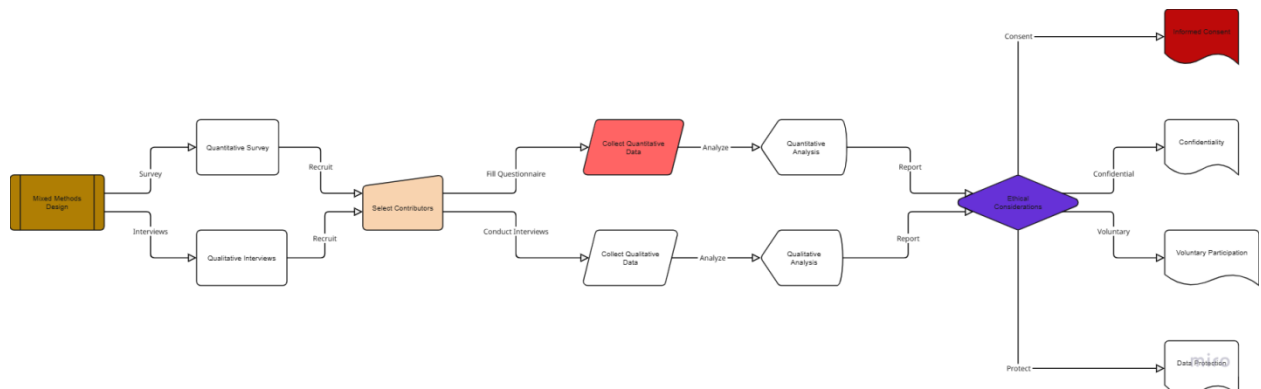 Consent
Informed Consent
Quantitative Survey
Collect Quantitative
Data
Analyze
Quantitative
Analysis
Confidentiality
Survey
Recruit
Fill Questionnaire
Report
Confidential
Mixed Methods
Design
Select Contributors
Ethical
Considerations
Interviews
Recruit
Conduct Interviews
Report
Voluntary
Qualitative Interviews
Collect Qualitative
Data
Analyze
Qualitative
Analysis
Voluntary Participation
Protect
Data Protection
miro